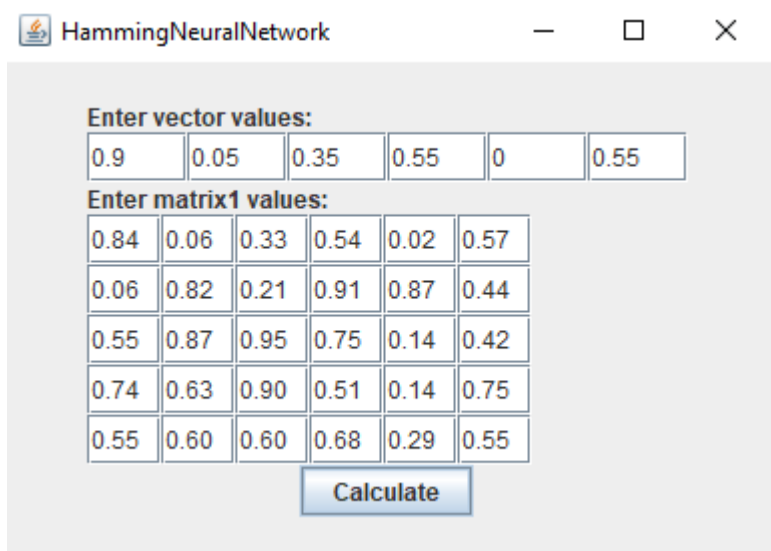 HammingNeuralNetwork
Enter vector values:
0.9 0.05 0.35 0.55 0 0.55
Enter matrix1 values:
0.84 0.06 0.33 0.54 0.02 0.57
0.06 0.82 0.21 0.91 0.87 0.44
0.55 0.87 0.95 0.75 0.14 0.42
0.74 0.63 0.90 0.51 0.14 0.75
0.55 0.60 0.60 0.68 0.29 0.55
Calculate